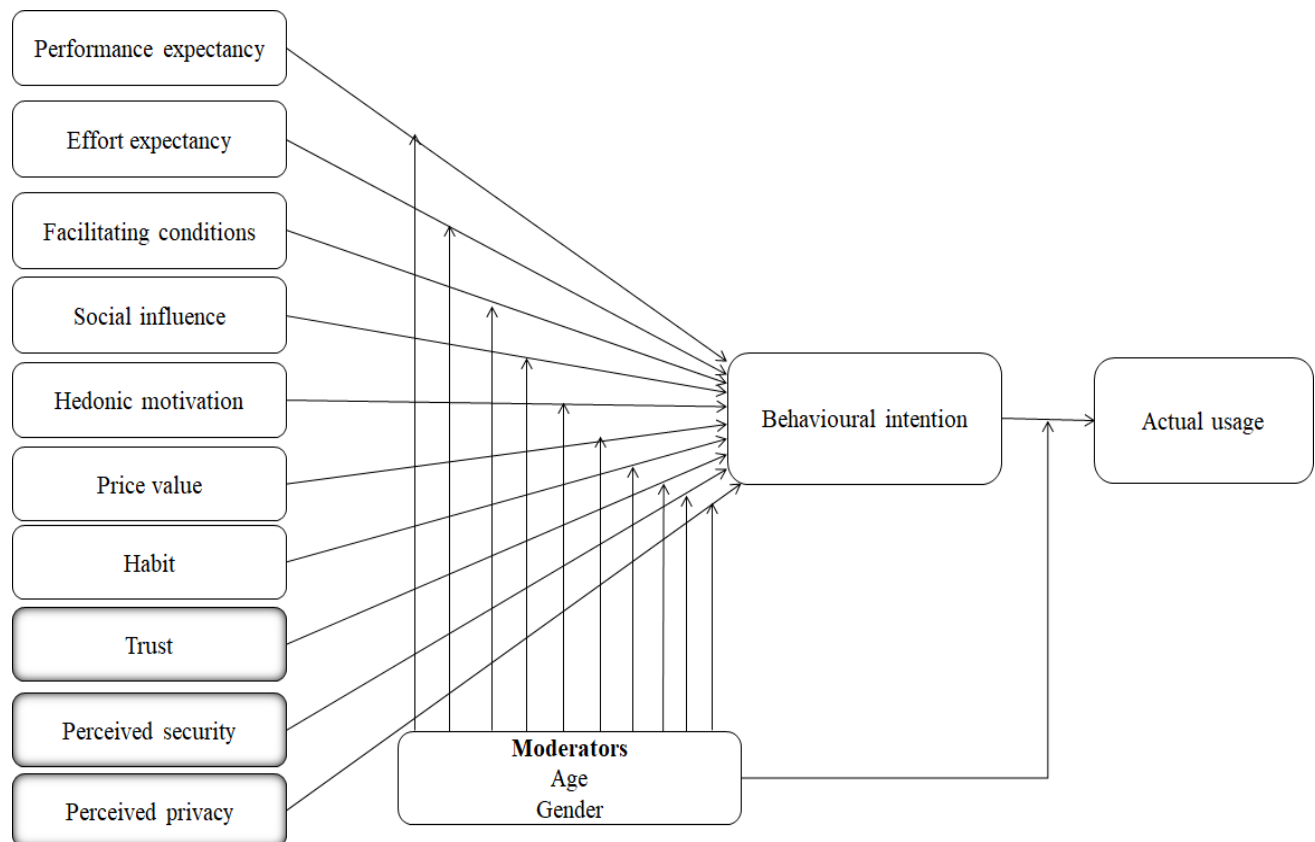 Performance expectancy
Effort expectancy
Facilitating conditions
Social influence
Hedonic motivation
Price value
Habit
Trust
Perceived security
Perceived privacy
Behavioural intention
Actual usage
Moderators
Age
Gender